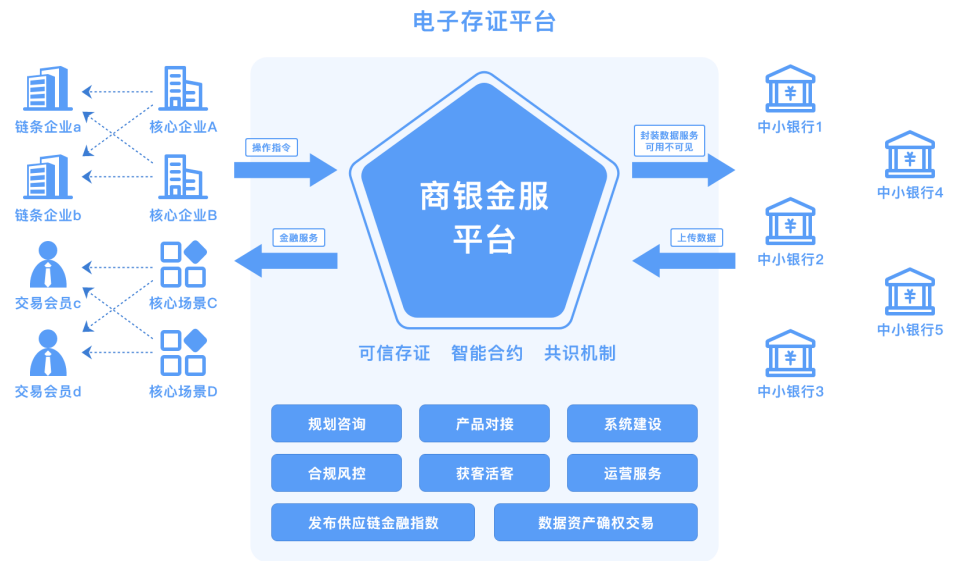 电子存证平台
链条企业a
核心企业A
链条企业b
核心企业B
交易会员c
核心场景C
交易会员d
核心场景D
操作指令
金融服务
商银金服
平台
可信存证 智能合约 共识机制
规划咨询
产品对接
系统建设
合规风控
获客活客
运营服务
发布供应链金融指数
数据资产确权交易
封装数据服务
可用不可见
上传数据
¥
中小银行1
¥
中小银行4
¥
中小银行2
¥
中小银行5
¥
中小银行3